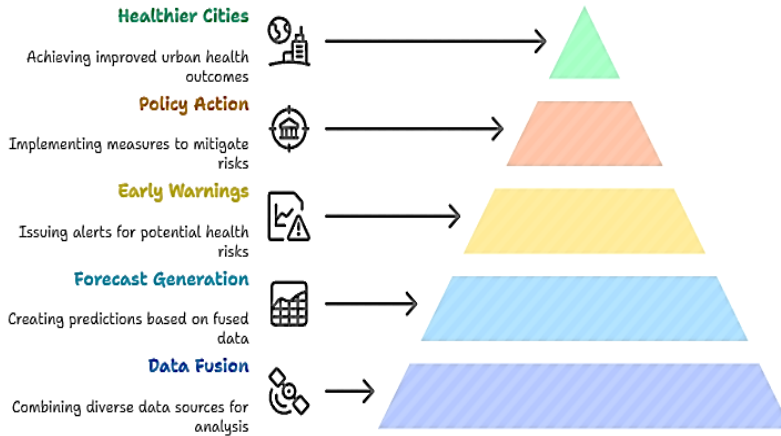 Healthier Cities
Achieving improved urban health
outcomes
Policy Action
Implementing measures to mitigate
risks
Early Warnings
Issuing alerts for potential health
risks
Forecast Generation
Creating predictions based on fused
data
Data Fusion
Combining diverse data sources for
analysis